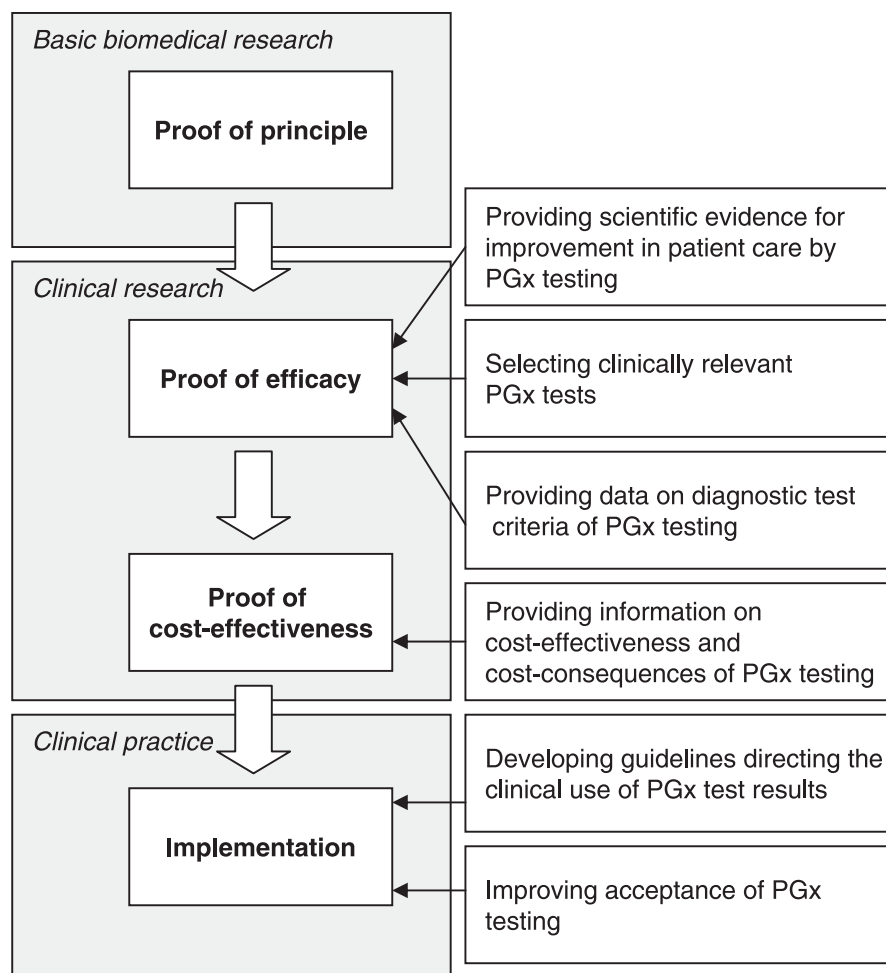 Basic biomedical research
Proof of principle
Providing scientific evidence for
improvement in patient care by
PGx testing
Clinical research
Proof of efficacy
Selecting clinically relevant
PGx tests
Providing data on diagnostic test
criteria of PGx testing
Proof of
cost-effectiveness
Providing information on
cost-effectiveness and
cost-consequences of PGx testing
Clinical practice
Developing guidelines directing the
clinical use of PGx test results
Implementation
Improving acceptance of PGx
testing